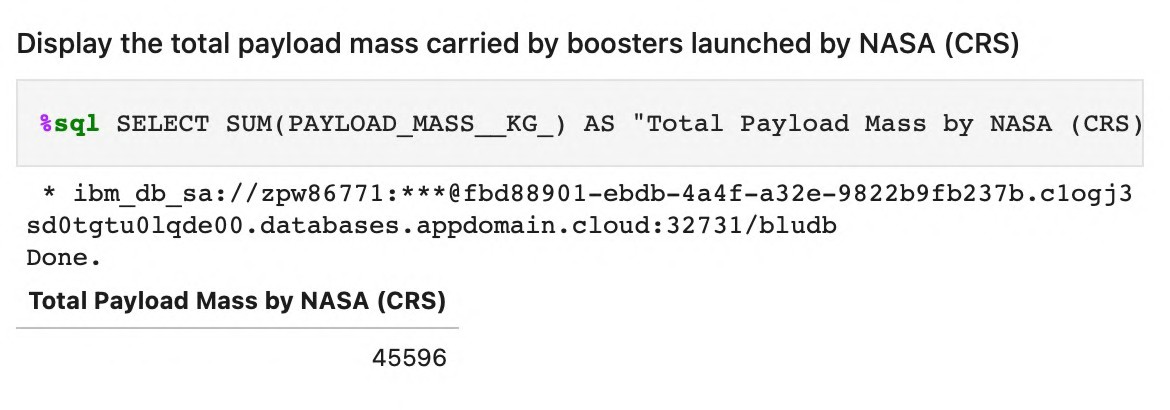 Display the total payload mass carried by boosters launched by NASA (CRS)
%sql SELECT SUM(PAYLOAD_MASS__KG_) AS "Total Payload Mass by NASA (CRS)
* ibm_db_sa://zpw86771:***@fbd88901-ebdb-4a4f-a32e-9822b9fb237b.c1ogj3
sd0tgtu0lqde00.databases.appdomain.cloud:32731/bludb
Done.
Total Payload Mass by NASA (CRS)
45596